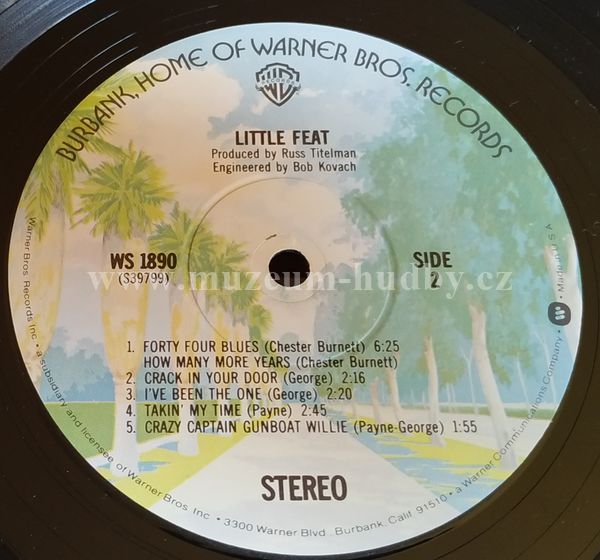 BURBANK, HOME OF WARNER BROS. RECORDS
RECORDS
LITTLE FEAT
Produced by Russ Titelman
Engineered by Bob Kovach
WS 1890
(S39799)
SIDE
2
www.muzeum-hudby.cz
1. FORTY FOUR BLUES (Chester Burnett) 6:25
HOW MANY MORE YEARS (Chester Burnett)
2. CRACK IN YOUR DOOR (George) 2:16
3. I'VE BEEN THE ONE (George) 2:20
4. TAKIN' MY TIME (Payne) 2:45
5. CRAZY CAPTAIN GUNBOAT WILLIE (Payne-George) 1:55
STEREO
Warner Bros. Records Inc. • a subsidiary and licensee of Warner Bros. Inc. • 3300 Warner Blvd., Burbank, Calif. 91510 • a Warner Communications Company • Made in U.S.A.